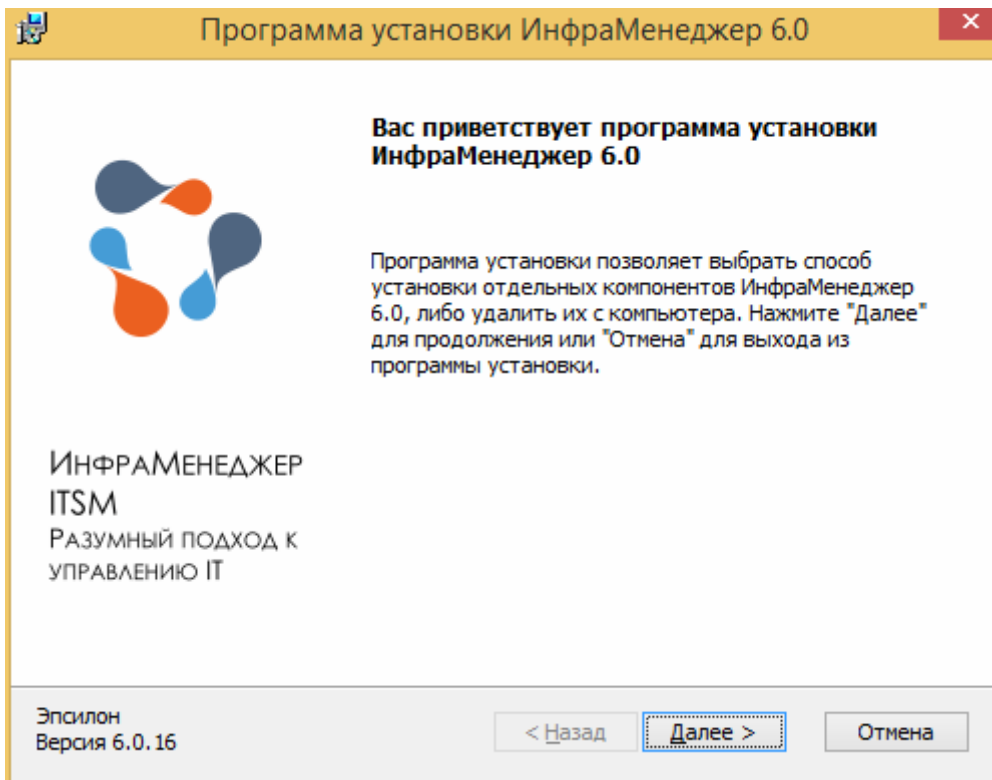 Программа установки ИнфраМенеджер 6.0
Вас приветствует программа установки
ИнфраМенеджер 6.0
Программа установки позволяет выбрать способ
установки отдельных компонентов ИнфраМенеджер
6.0, либо удалить их с компьютера. Нажмите "Далее"
для продолжения или "Отмена" для выхода из
программы установки.
ИнфраМенеджер
ITSM
Разумный подход к
управлению IT
Эпсилон
Версия 6.0.16
< Назад
Далее >
Отмена